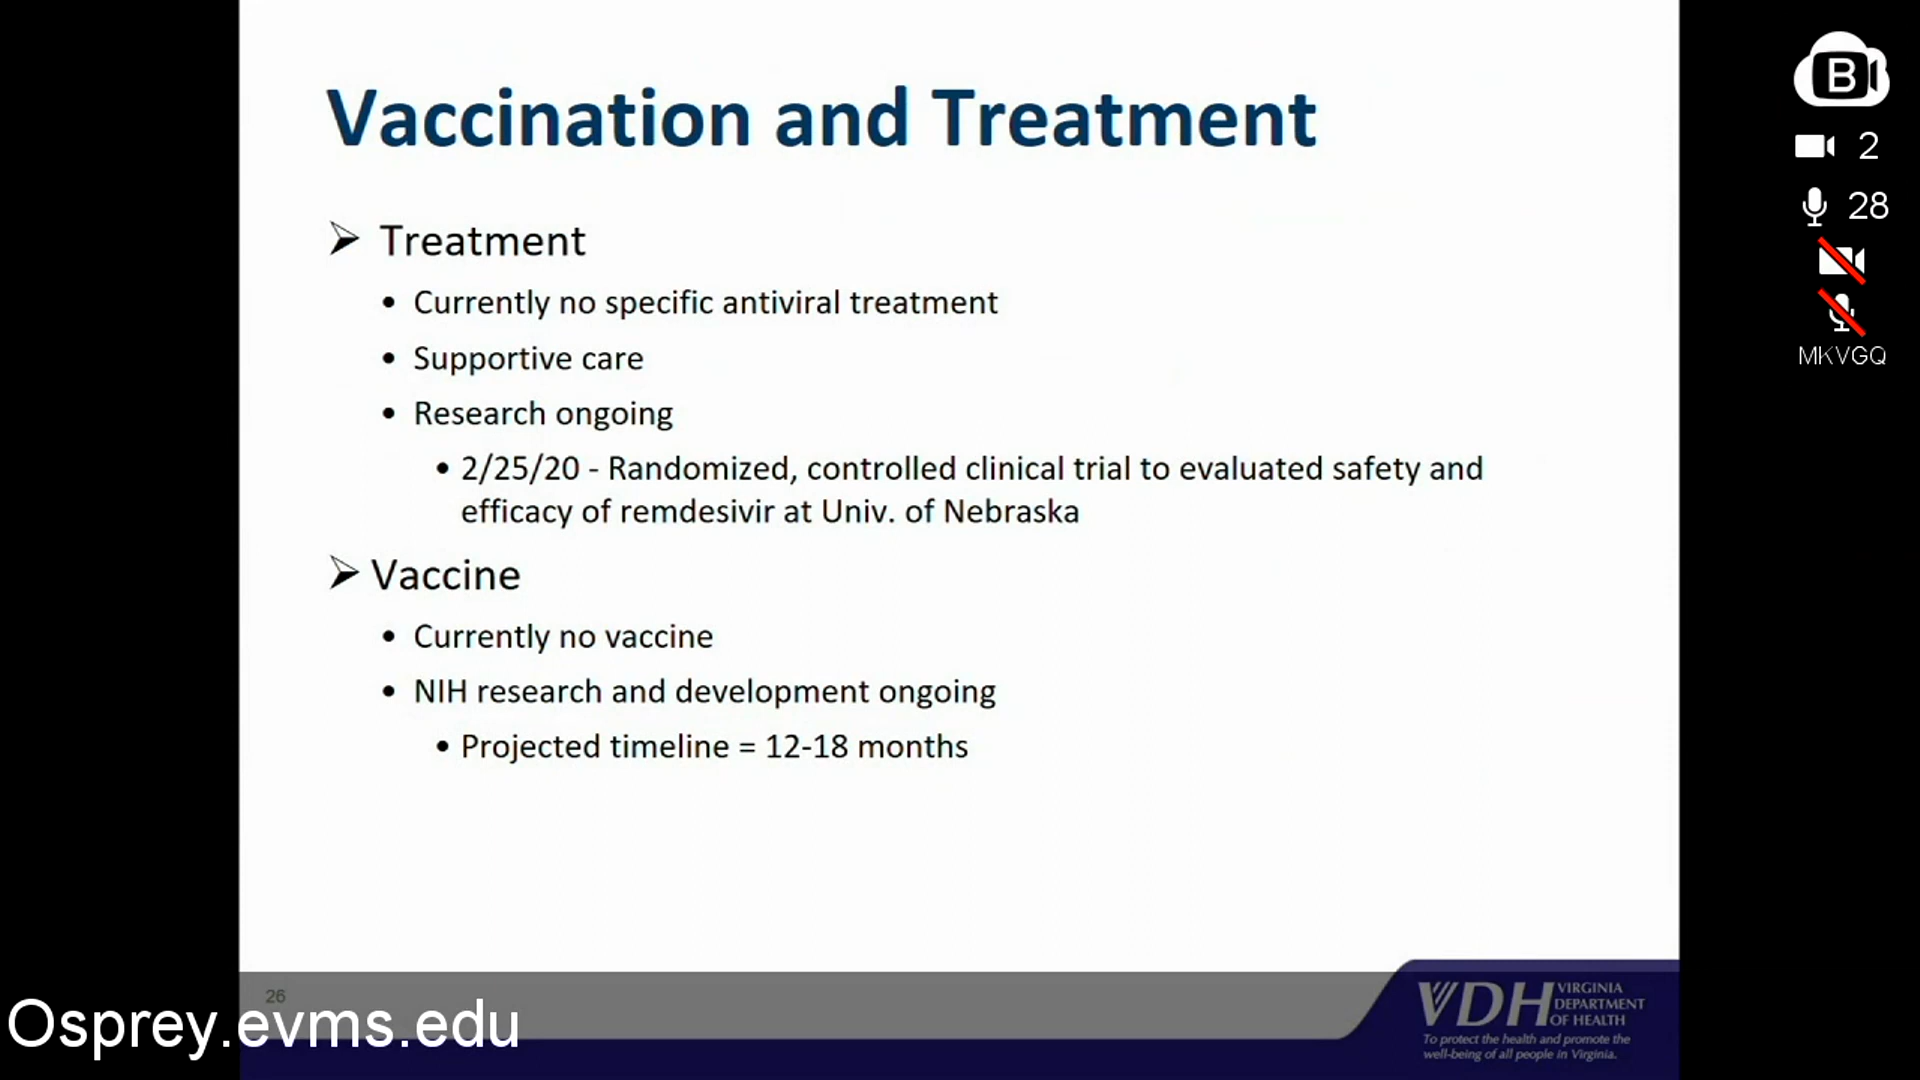 Vaccination and Treatment
➢ Treatment
• Currently no specific antiviral treatment
• Supportive care
• Research ongoing
• 2/25/20 - Randomized, controlled clinical trial to evaluated safety and
efficacy of remdesivir at Univ. of Nebraska
➢ Vaccine
• Currently no vaccine
• NIH research and development ongoing
• Projected timeline = 12-18 months
26
Osprey.evms.edu
VDH VIRGINIA
DEPARTMENT
OF HEALTH
To protect the health and promote the
well-being of all people in Virginia.
B
2
28
MKVGQ